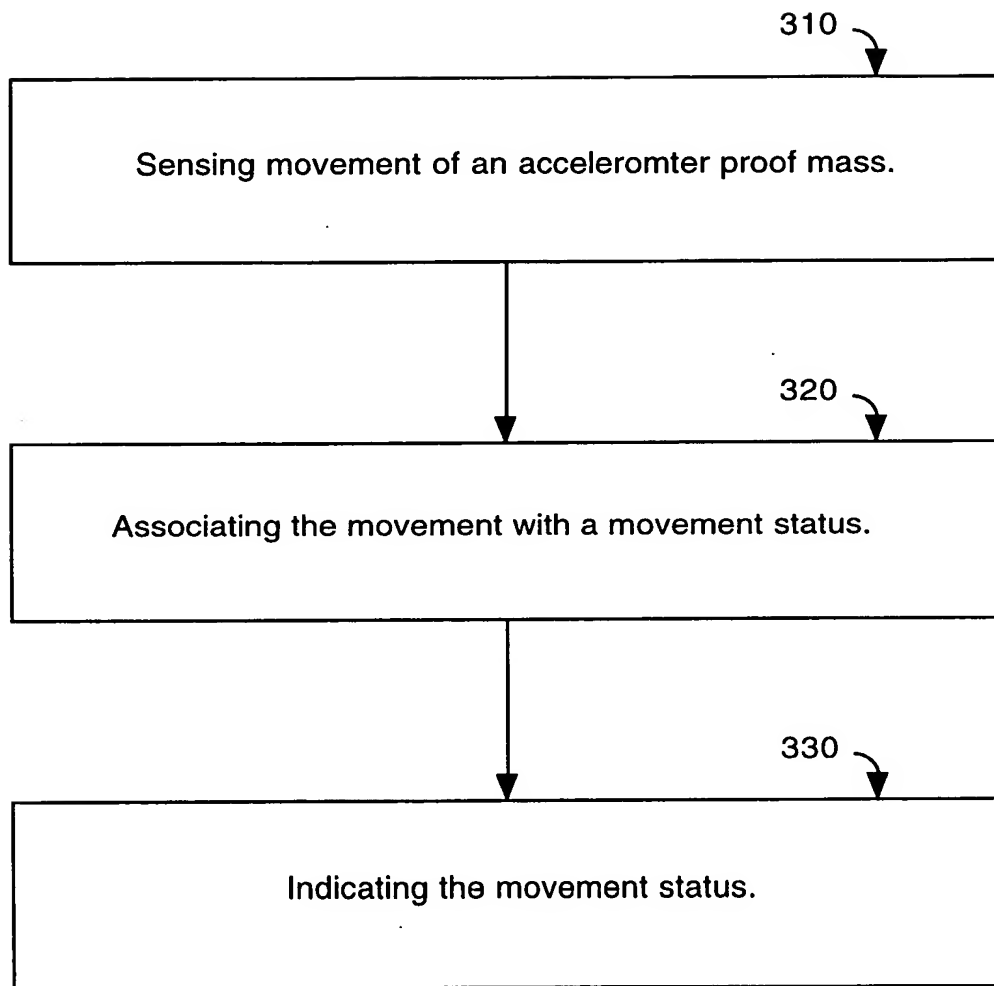 310
Sensing movement of an acceleromter proof mass.
320
Associating the movement with a movement status.
330
Indicating the movement status.